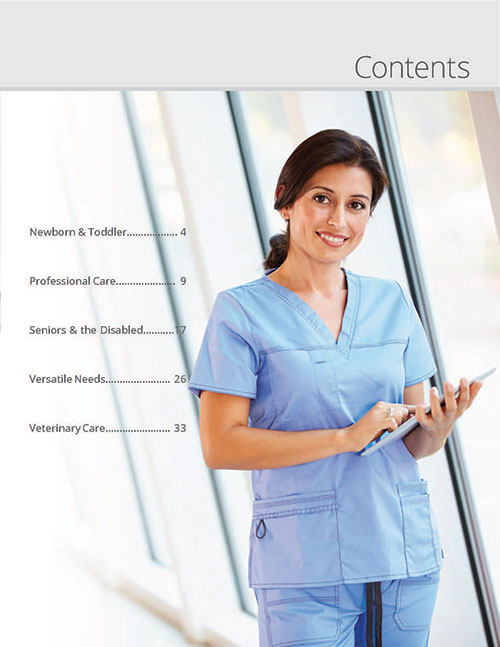 Contents
Newborn & Toddler................. 4
Professional Care.................... 9
Seniors & the Disabled...........17
Versatile Needs...................... 26
Veterinary Care...................... 33